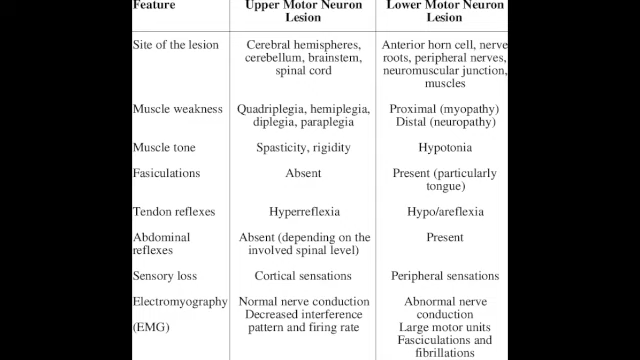 Feature Upper Motor Neuron Lower Motor Neuron
Lesion Lesion
Site of the lesion Cerebral hemispheres, Anterior horn cell, nerve
cerebellum, brainstem, roots, peripheral nerves,
spinal cord neuromuscular junction,
muscles
Muscle weakness Quadriplegia, hemiplegia, Proximal (myopathy)
diplegia, paraplegia Distal (neuropathy)
Muscle tone Spasticity, rigidity Hypotonia
Fasiculations Absent Present (particularly
tongue)
Tendon reflexes Hyperreflexia Hypo/areflexia
Abdominal Absent (depending on the Present
reflexes involved spinal level)
Sensory loss Cortical sensations Peripheral sensations
Electromyography Normal nerve conduction Abnormal nerve
Decreased interference conduction
(EMG) pattern and firing rate Large motor units
Fasciculations and
fibrillations